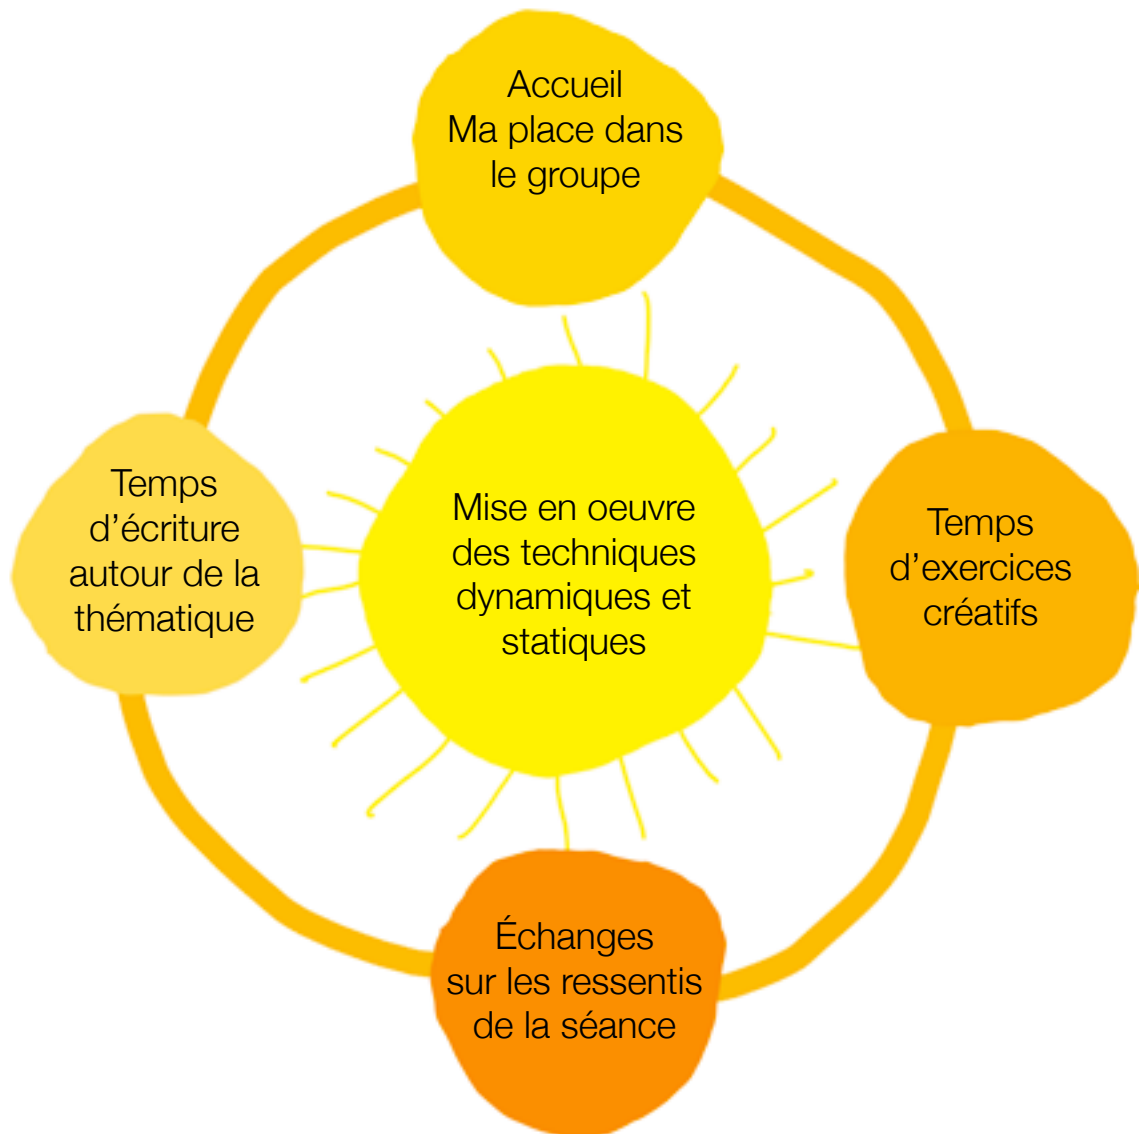 Accueil
Ma place dans
le groupe
Temps
d'écriture
autour de la
thématique
Mise en oeuvre
des techniques
dynamiques et
statiques
Temps
d'exercices
créatifs
Échanges
sur les ressentis
de la séance